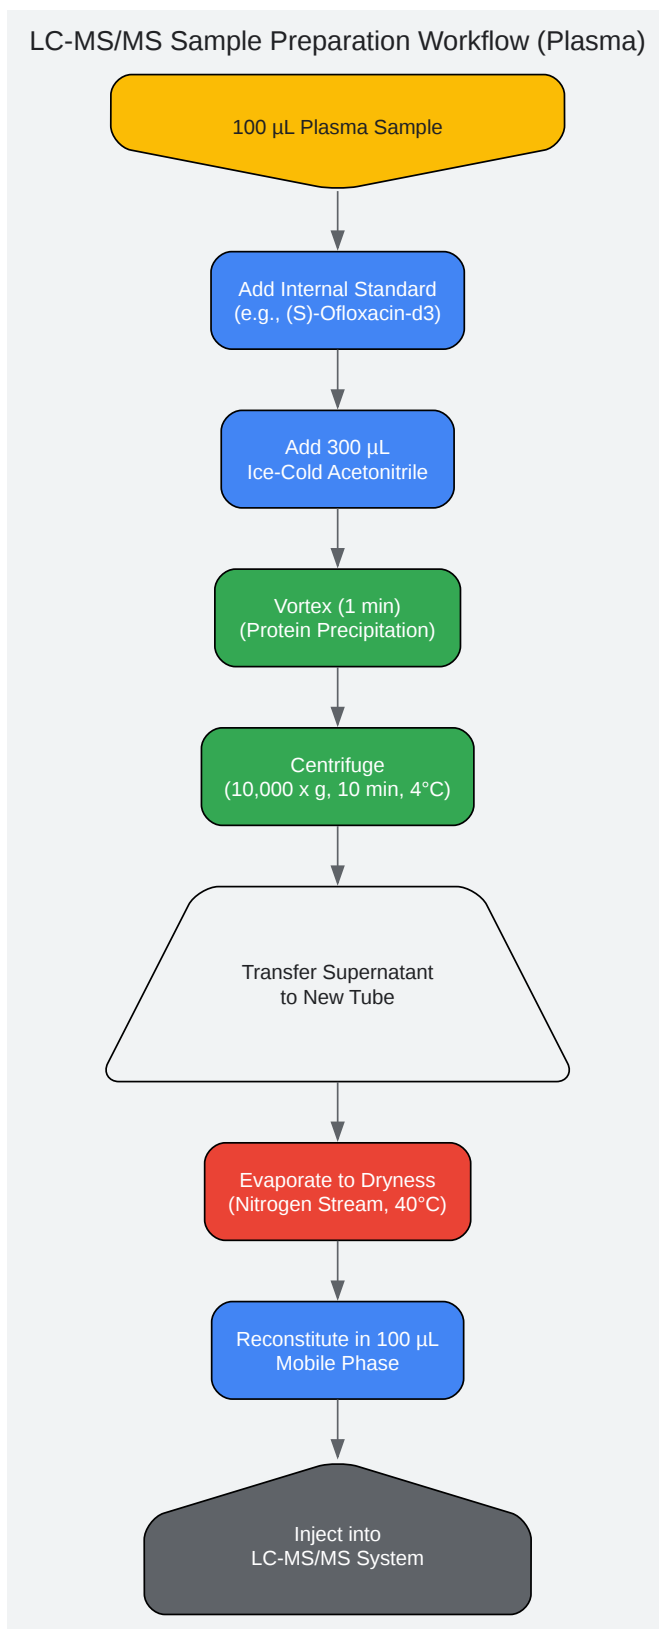 LC-MS/MS Sample Preparation Workflow (Plasma)
100 µL Plasma Sample
Add Internal Standard
(e.g., (S)-Ofloxacin-d3)
Add 300 µL
Ice-Cold Acetonitrile
Vortex (1 min)
(Protein Precipitation)
Centrifuge
(10,000 x g, 10 min, 4°C)
Transfer Supernatant
to New Tube
Evaporate to Dryness
(Nitrogen Stream, 40°C)
Reconstitute in 100 µL
Mobile Phase
Inject into
LC-MS/MS System